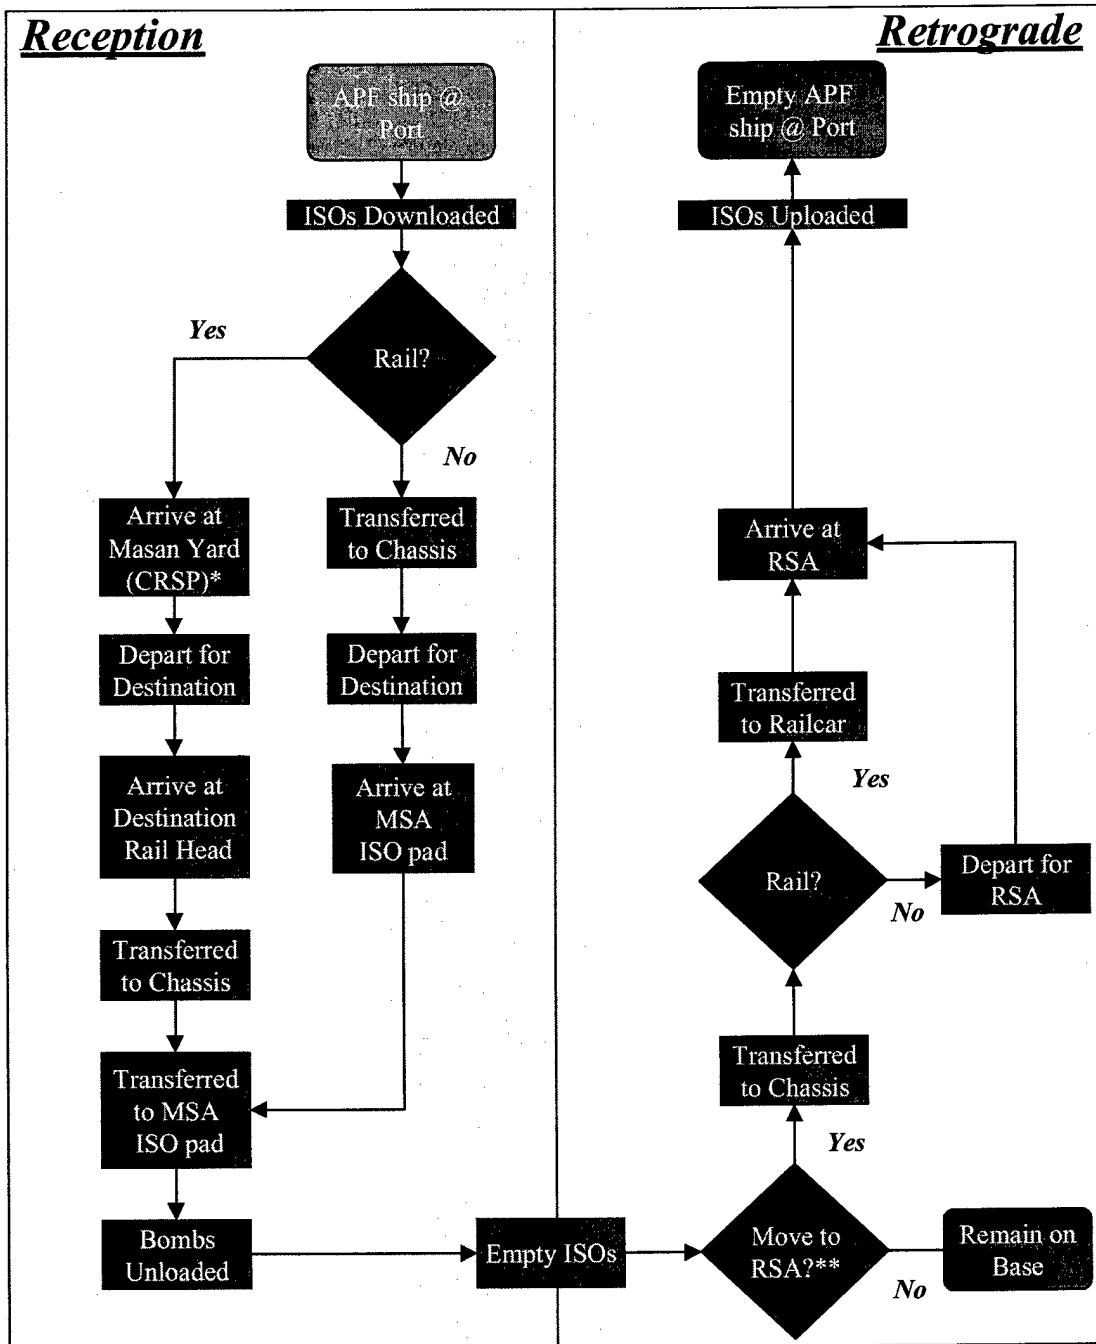 Reception
APF ship @
Port
ISOs Downloaded
Rail?
Yes
No
Arrive at
Masan Yard
(CRSP)*
Transferred
to Chassis
Depart for
Destination
Depart for
Destination
Arrive at
Destination
Rail Head
Arrive at
MSA
ISO pad
Transferred
to Chassis
Transferred
to MSA
ISO pad
Bombs
Unloaded
Empty ISOs
Retrograde
Empty APF
ship @ Port
ISOs Uploaded
Arrive at
RSA
Transferred
to Railcar
Yes
Rail?
No
Depart for
RSA
Transferred
to Chassis
Yes
Move to
RSA?**
No
Remain on
Base